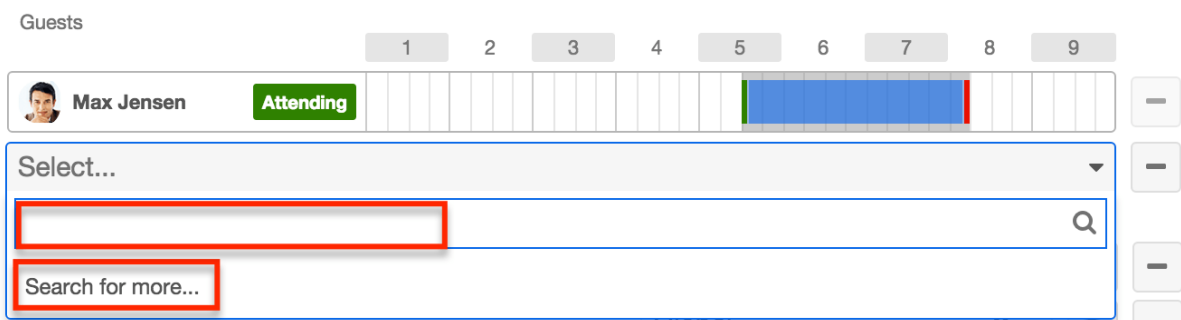 Guests
1 2 3 4 5 6 7 8 9
Max Jensen Attending
Select...
Search for more...